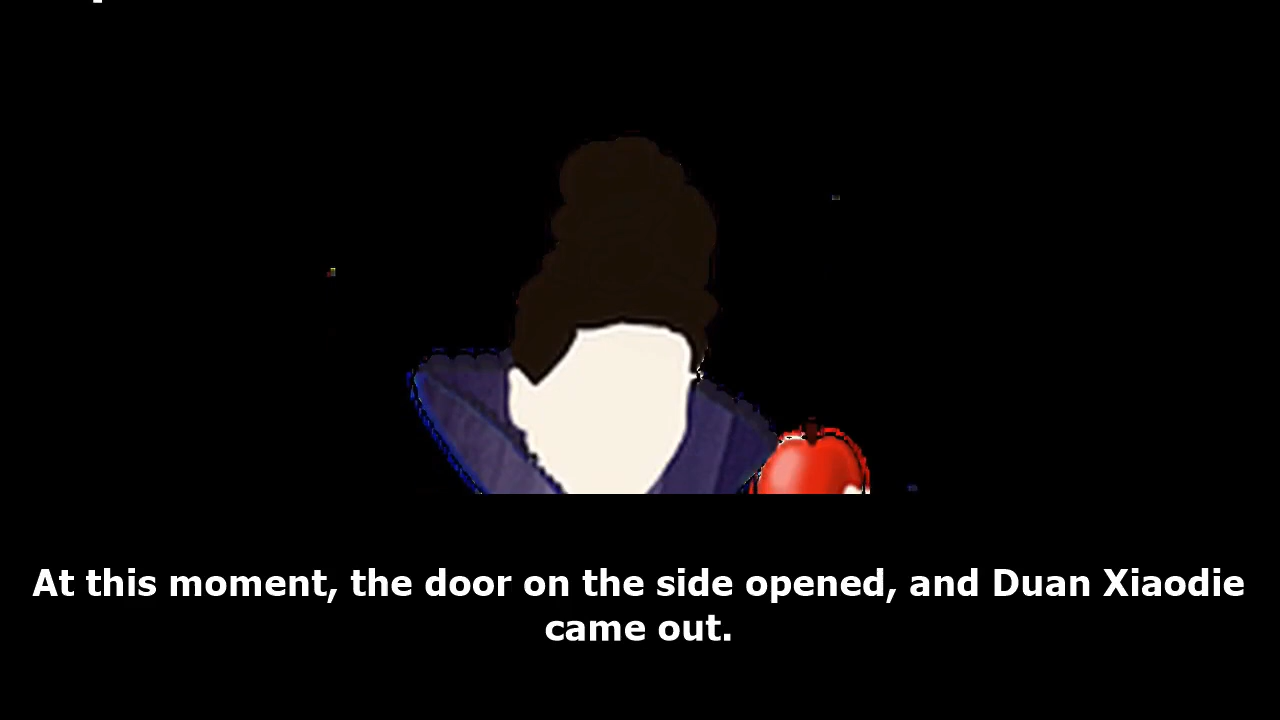 At this moment, the door on the side opened, and Duan Xiaodie
came out.